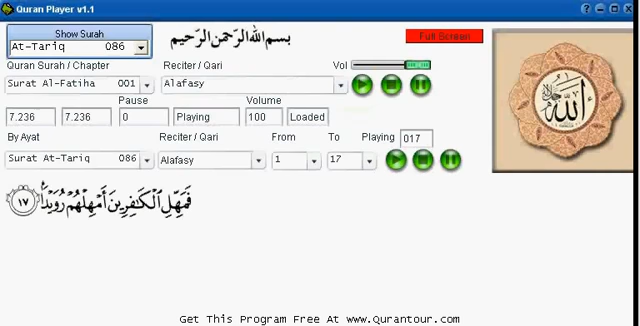 Quran Player v1.1
Show Surah
At-Tariq 086
بسم الله الرحمن الرحيم
Full Screen
Quran Surah / Chapter Reciter / Qari Vol
Surat Al-Fatiha 001 Alafasy
Pause Volume
7.236 7.236 0 Playing 100 Loaded
By Ayat Reciter / Qari From To Playing 017
Surat At-Tariq 086 Alafasy 1 17
فَمَهِّلِ ٱلۡكَٰفِرِينَ أَمۡهِلۡهُمۡ رُوَيۡدَۢا ١٧
الله
Get This Program Free At www.Qurantour.com